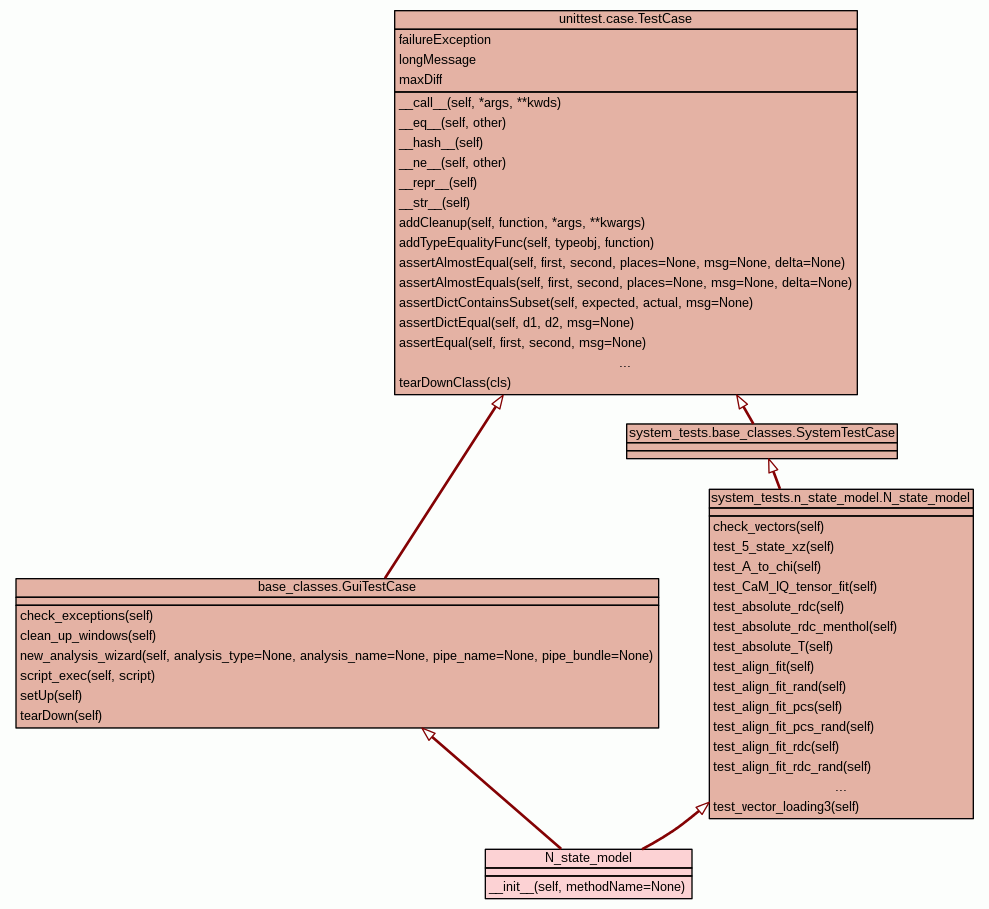 unittest.case.TestCase
failureException
longMessage
maxDiff
__call__(self, *args, **kwds)
__eq__(self, other)
__hash__(self)
__ne__(self, other)
__repr__(self)
__str__(self)
addCleanup(self, function, *args, **kwargs)
addTypeEqualityFunc(self, typeobj, function)
assertAlmostEqual(self, first, second, places=None, msg=None, delta=None)
assertAlmostEquals(self, first, second, places=None, msg=None, delta=None)
assertDictContainsSubset(self, expected, actual, msg=None)
assertDictEqual(self, d1, d2, msg=None)
assertEqual(self, first, second, msg=None)
...
tearDownClass(cls)
system_tests.base_classes.SystemTestCase
system_tests.n_state_model.N_state_model
check_vectors(self)
test_5_state_xz(self)
test_A_to_chi(self)
test_CaM_IQ_tensor_fit(self)
test_absolute_rdc(self)
test_absolute_rdc_menthol(self)
test_absolute_T(self)
test_align_fit(self)
test_align_fit_rand(self)
test_align_fit_pcs(self)
test_align_fit_pcs_rand(self)
test_align_fit_rdc(self)
test_align_fit_rdc_rand(self)
...
test_vector_loading3(self)
base_classes.GuiTestCase
check_exceptions(self)
clean_up_windows(self)
new_analysis_wizard(self, analysis_type=None, analysis_name=None, pipe_name=None, pipe_bundle=None)
script_exec(self, script)
setUp(self)
tearDown(self)
N_state_model
__init__(self, methodName=None)